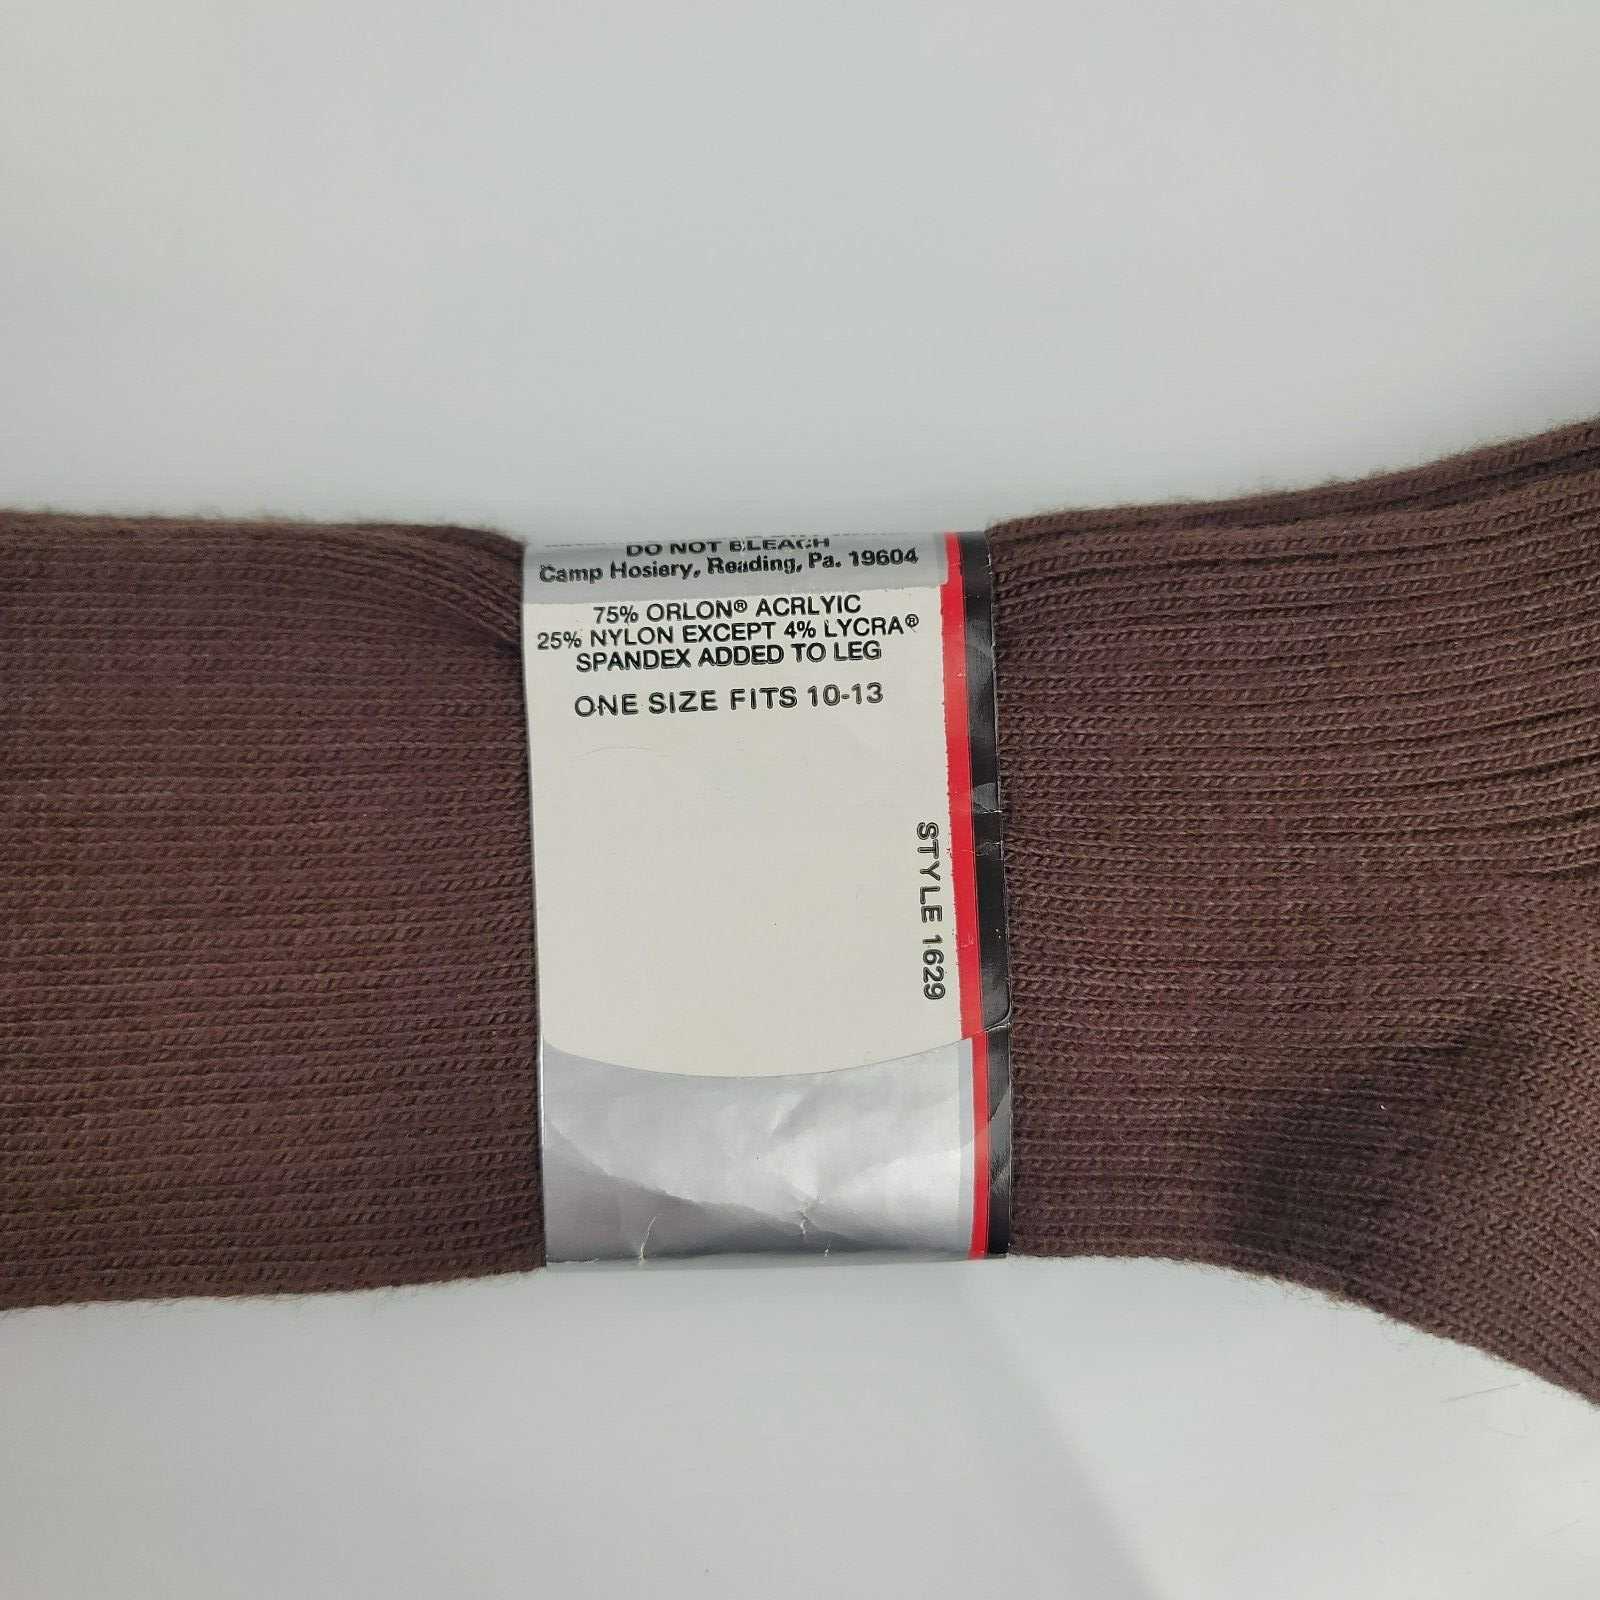 DO NOT BLEACH
Camp Hosiery, Reading, Pa. 19604
75% ORLON® ACRLYIC
25% NYLON EXCEPT 4% LYCRA®
SPANDEX ADDED TO LEG
ONE SIZE FITS 10-13
STYLE 1629